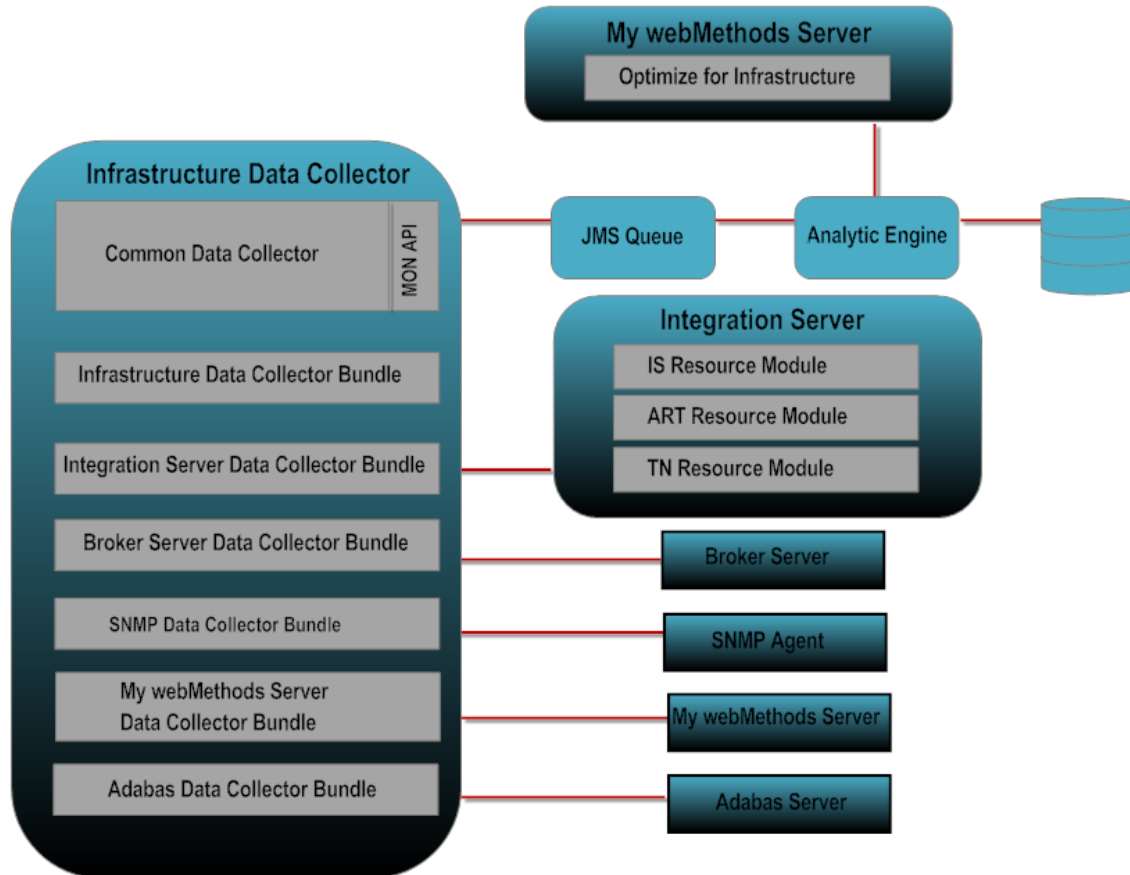 My webMethods Server
Optimize for Infrastructure
Infrastructure Data Collector
Common Data Collector
MON API
JMS Queue
Analytic Engine
Infrastructure Data Collector Bundle
Integration Server Data Collector Bundle
Broker Server Data Collector Bundle
SNMP Data Collector Bundle
My webMethods Server
Data Collector Bundle
Adabas Data Collector Bundle
Integration Server
IS Resource Module
ART Resource Module
TN Resource Module
Broker Server
SNMP Agent
My webMethods Server
Adabas Server